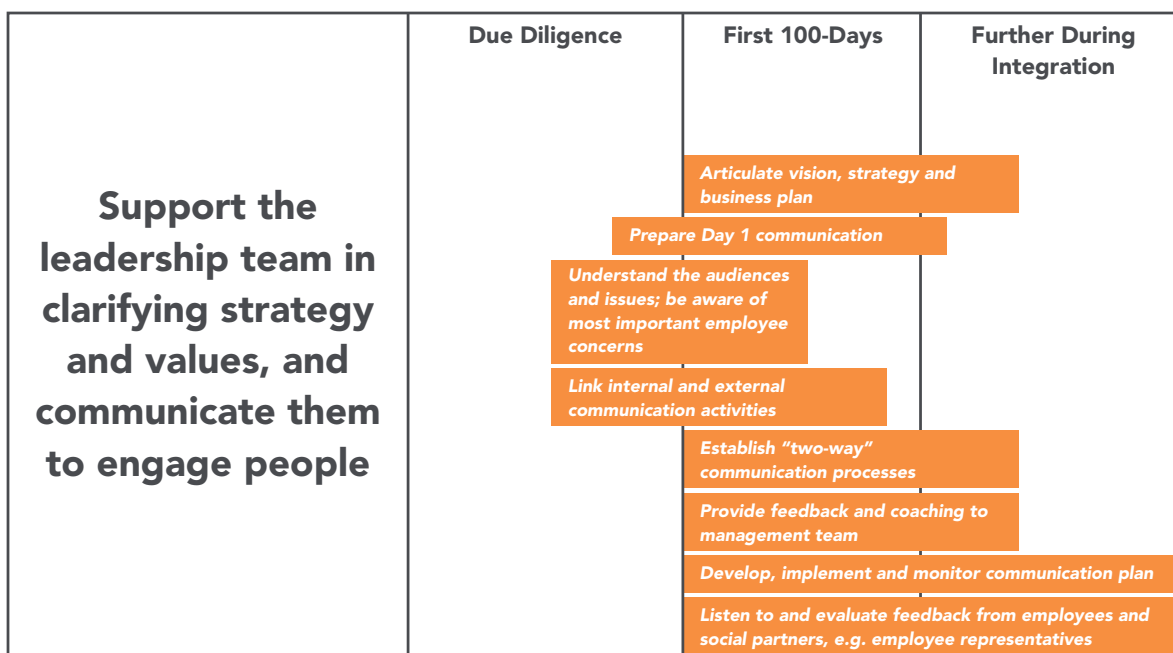 Due Diligence
First 100-Days
Further During
Integration
Support the
leadership team in
clarifying strategy
and values, and
communicate them
to engage people
Articulate vision, strategy and
business plan
Prepare Day 1 communication
Understand the audiences
and issues; be aware of
most important employee
concerns
Link internal and external
communication activities
Establish “two-way”
communication processes
Provide feedback and coaching to
management team
Develop, implement and monitor communication plan
Listen to and evaluate feedback from employees and
social partners, e.g. employee representatives